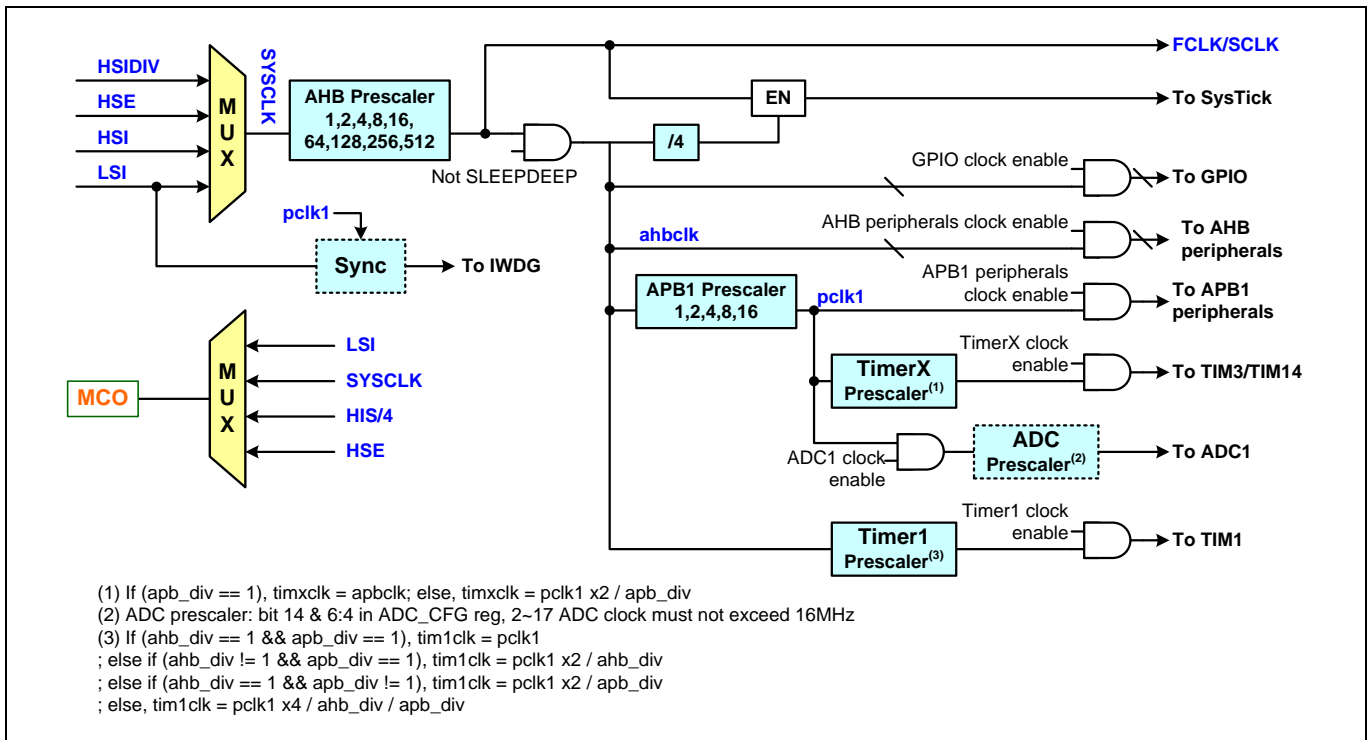 HSIDIV
HSE
HSI
LSI
MUX
SYSCLK
AHB Prescaler
1,2,4,8,16,
64,128,256,512
Not SLEEPDEEP
/4
EN
FCLK/SCLK
To SysTick
GPIO clock enable
To GPIO
AHB peripherals clock enable
To AHB
peripherals
ahbclk
pclk1
Sync
To IWDG
APB1 Prescaler
1,2,4,8,16
pclk1
APB1 peripherals
clock enable
To APB1
peripherals
TimerX
Prescaler(1)
TimerX clock
enable
To TIM3/TIM14
ADC1 clock
enable
ADC
Prescaler(2)
To ADC1
Timer1
Prescaler(3)
Timer1 clock
enable
To TIM1
MCO
MUX
LSI
SYSCLK
HIS/4
HSE
(1) If (apb_div == 1), timxclk = apbclk; else, timxclk = pclk1 x2 / apb_div
(2) ADC prescaler: bit 14 & 6:4 in ADC_CFG reg, 2~17 ADC clock must not exceed 16MHz
(3) If (ahb_div == 1 && apb_div == 1), tim1clk = pclk1
; else if (ahb_div != 1 && apb_div == 1), tim1clk = pclk1 x2 / ahb_div
; else if (ahb_div == 1 && apb_div != 1), tim1clk = pclk1 x2 / apb_div
; else, tim1clk = pclk1 x4 / ahb_div / apb_div